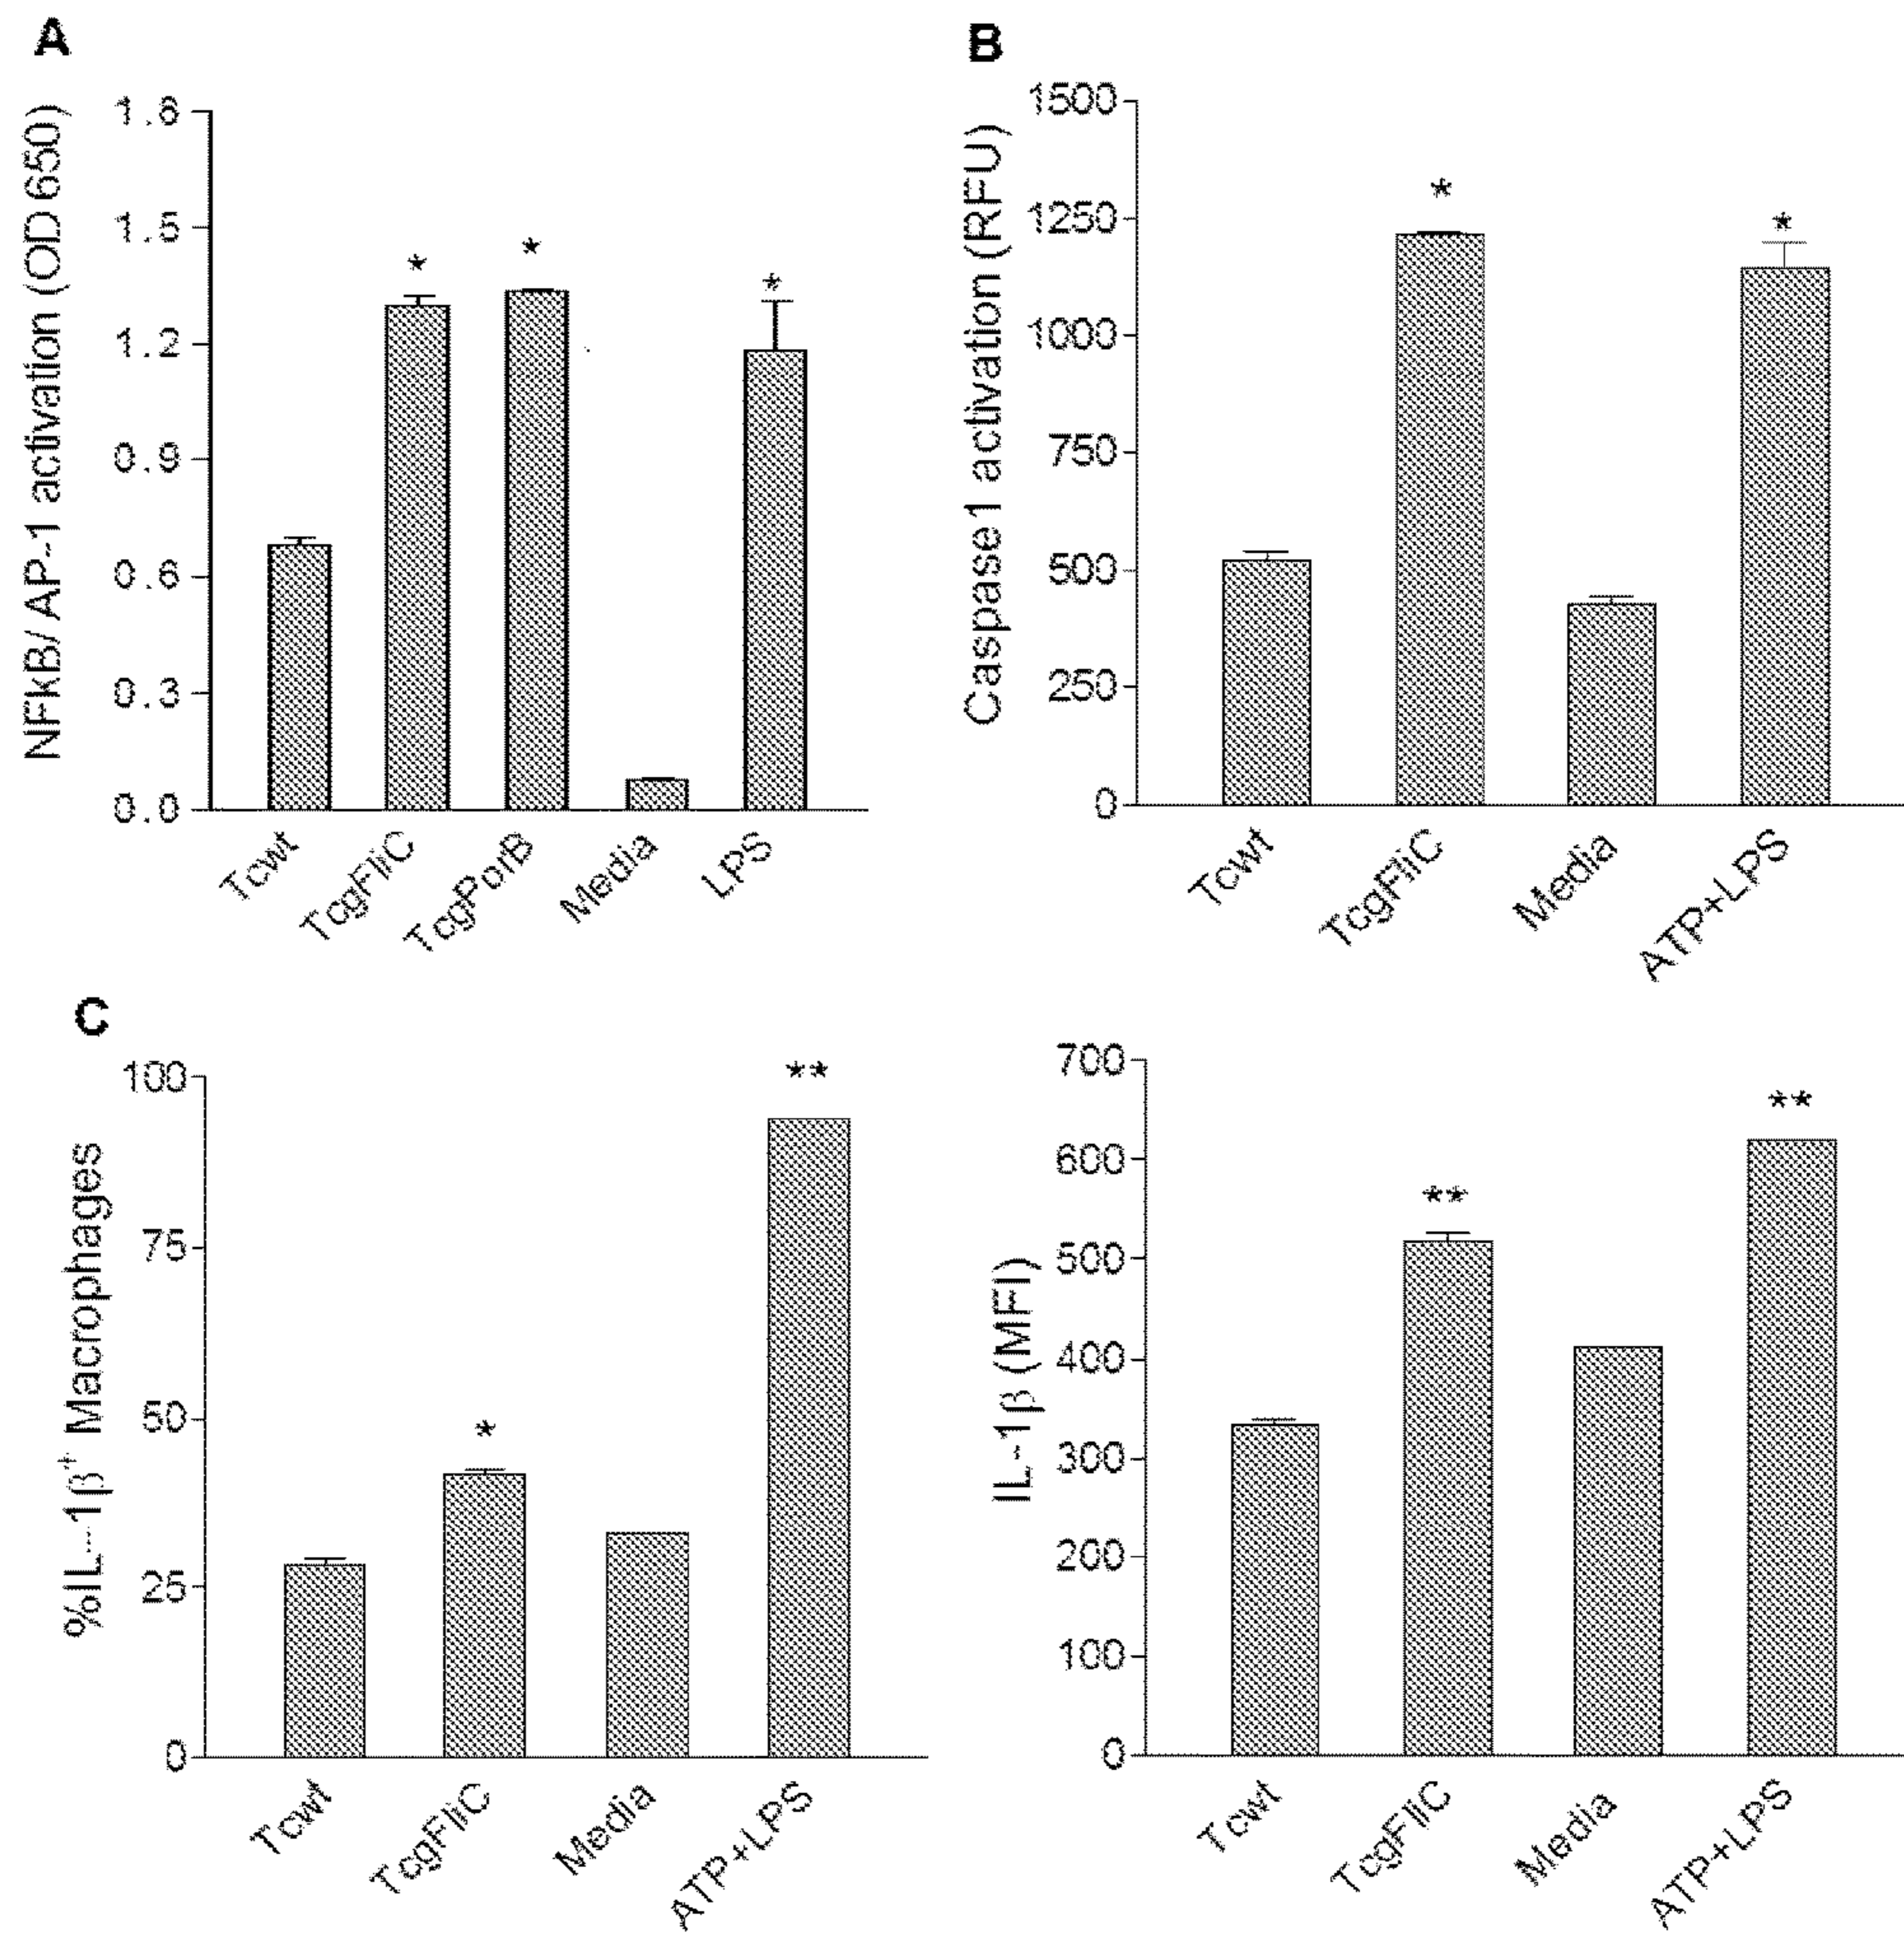 A
NFkB/ AP-1 activation (OD 650)
1.8
1.5
1.2
0.9
0.6
0.3
0.0
*
*
*
Tcwt
TcgFliC
TcgPorB
Media
LPS
B
Caspase1 activation (RFU)
1500
1250
1000
750
500
250
0
*
*
Tcwt
TcgFliC
Media
ATP+LPS
C
%IL-1β+ Macrophages
100
75
50
25
0
*
**
Tcwt
TcgFliC
Media
ATP+LPS
IL-1β (MFI)
700
600
500
400
300
200
100
0
**
**
Tcwt
TcgFliC
Media
ATP+LPS